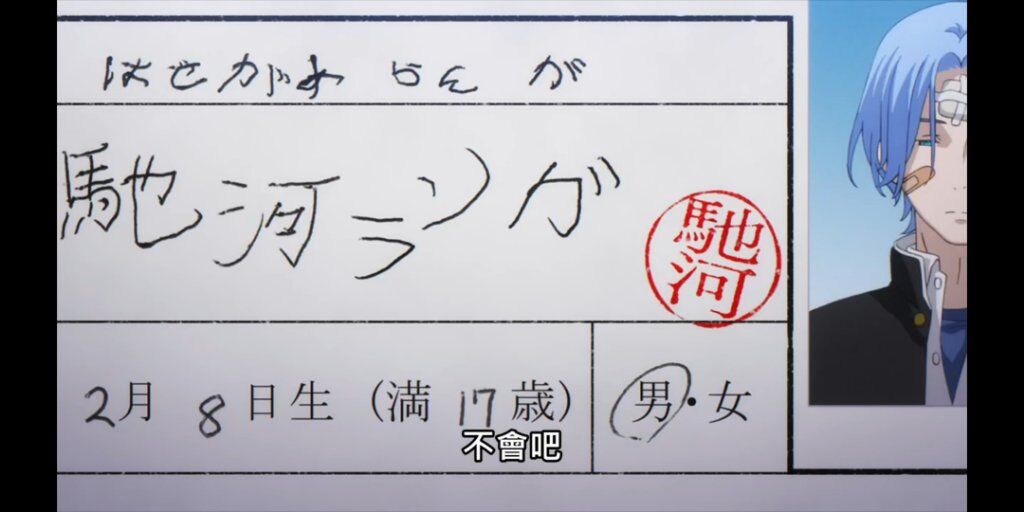 はせがわ らんが
馳河ランガ
馳河
2月 8日生 (満 17歳)
男・女
不會吧